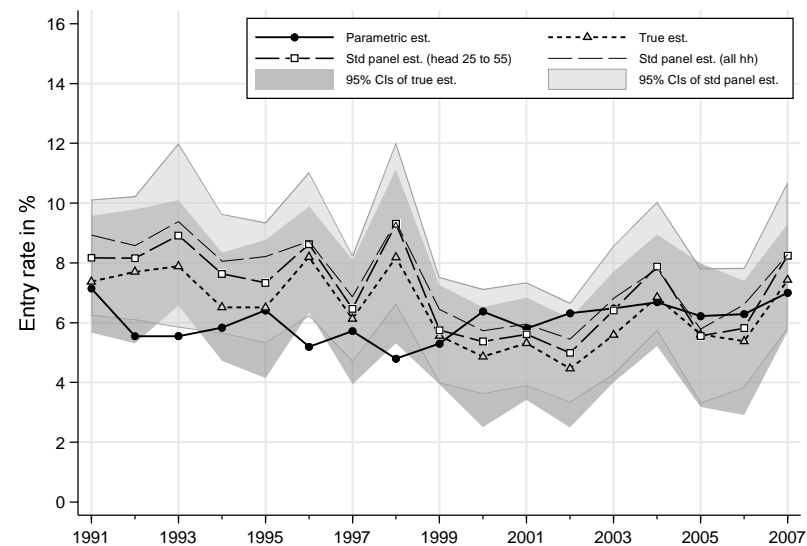 16
14
12
10
8
6
4
2
0
Entry rate in %
Parametric est.
True est.
Std panel est. (head 25 to 55)
Std panel est. (all hh)
95% CIs of true est.
95% CIs of std panel est.
1991 1993 1995 1997 1999 2001 2003 2005 2007